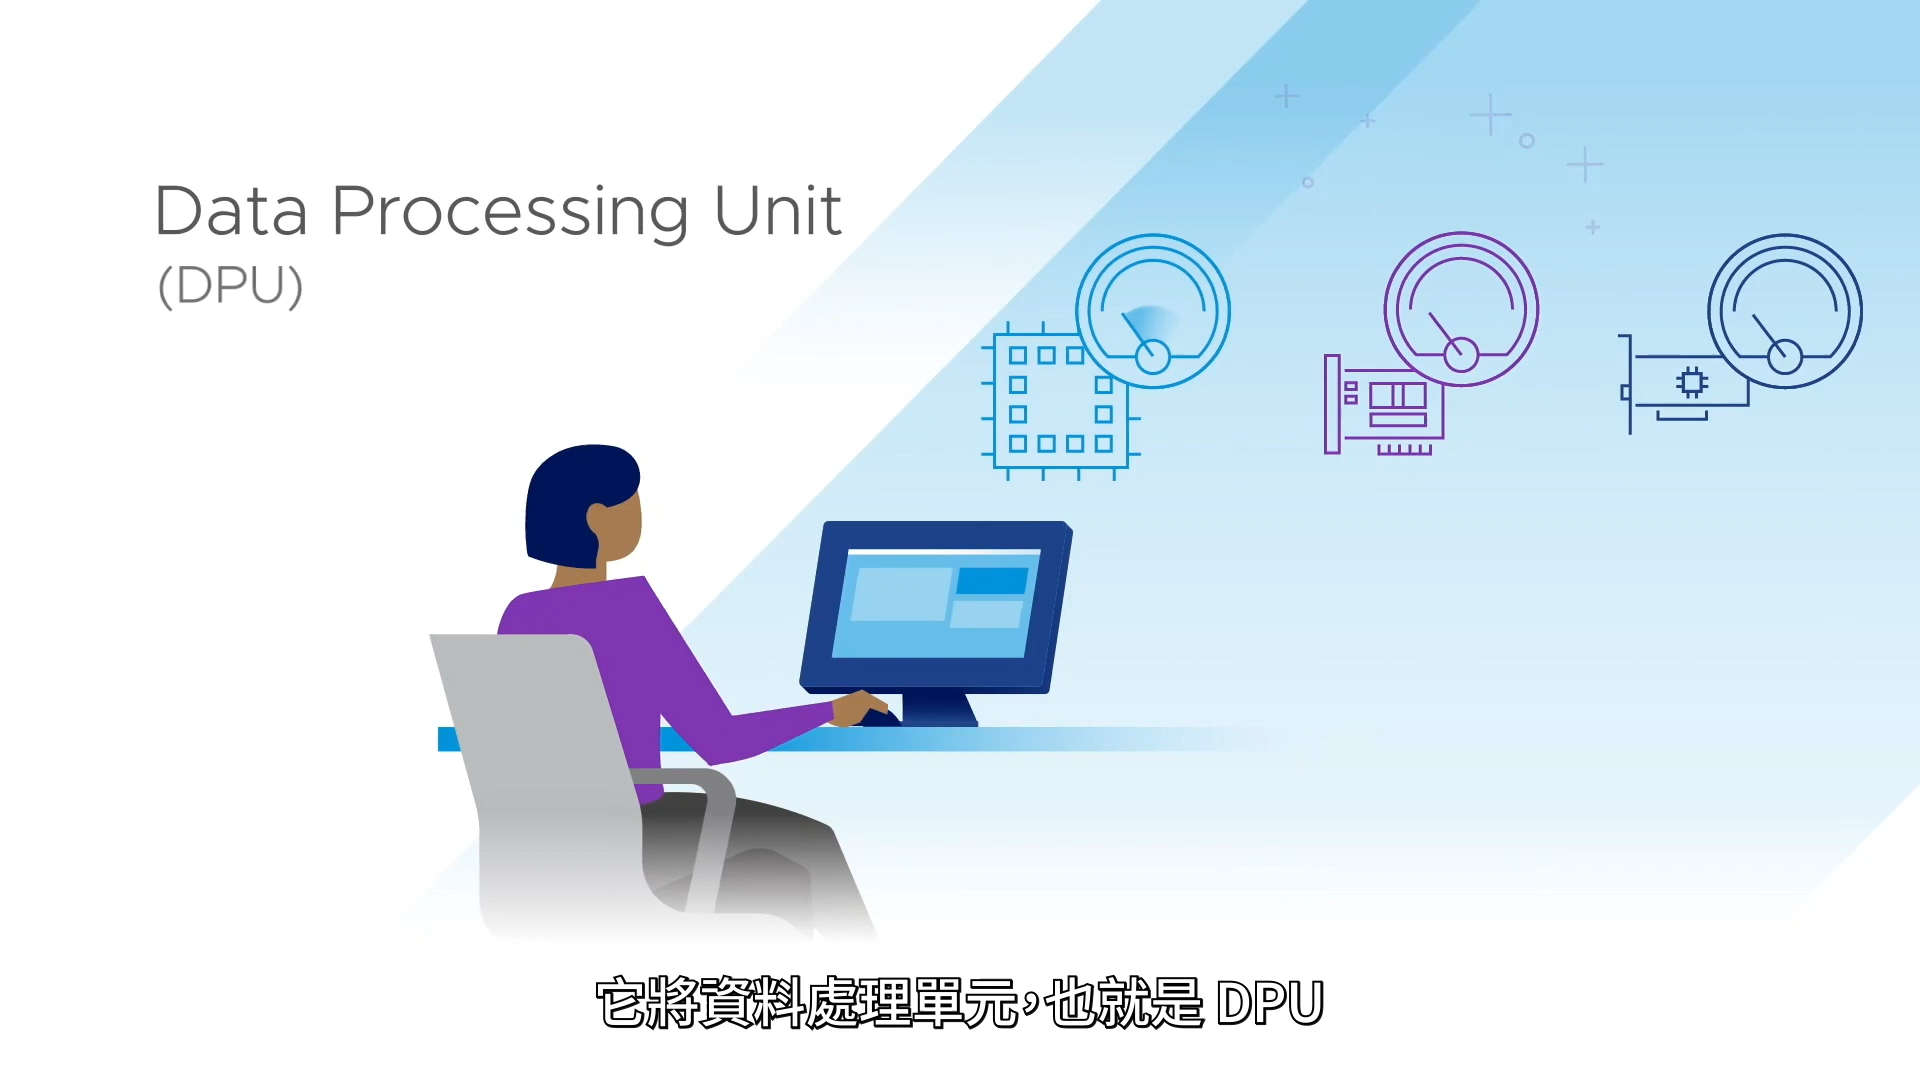 Data Processing Unit
(DPU)
它將資料處理單元，也就是 DPU